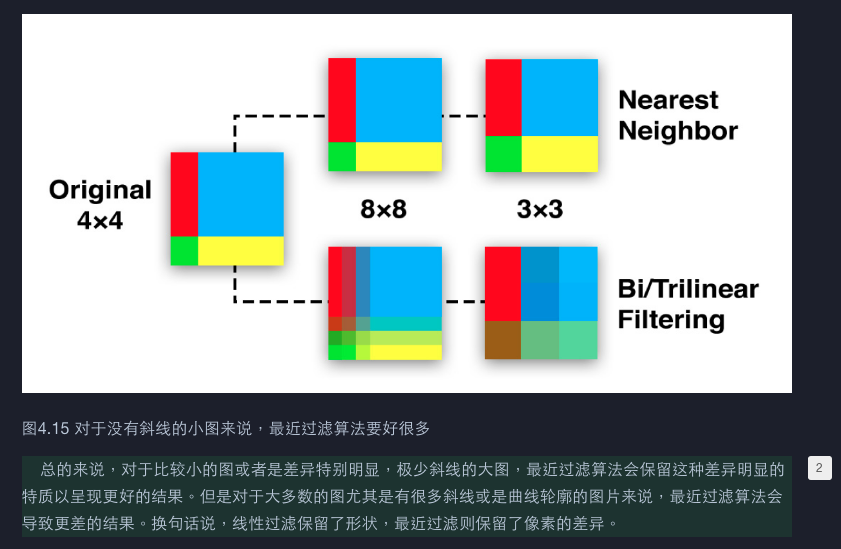 Nearest
Neighbor
Original
4×4
8×8
3×3
Bi/Trilinear
Filtering
图4.15 对于没有斜线的小图来说，最近过滤算法要好很多
总的来说，对于比较小的图或者是差异特别明显，极少斜线的大图，最近过滤算法会保留这种差异明显的
特质以呈现更好的结果。但是对于大多数的图尤其是有很多斜线或是曲线轮廓的图片来说，最近过滤算法会
导致更差的结果。换句话说，线性过滤保留了形状，最近过滤则保留了像素的差异。
2